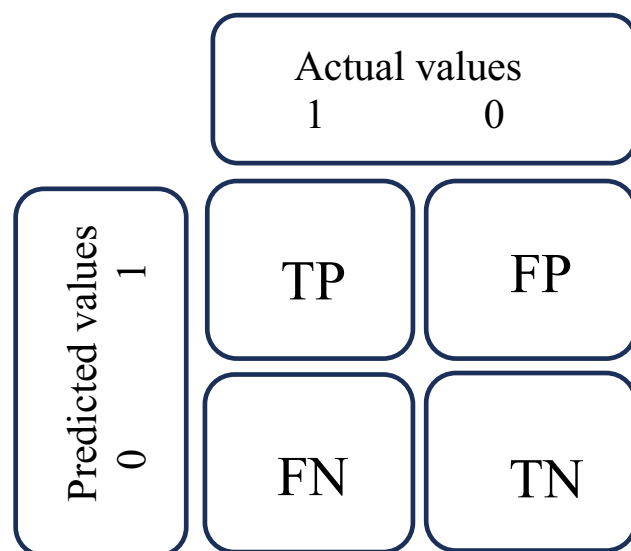 Actual values
1 0
Predicted values
1
0
TP FP
FN TN